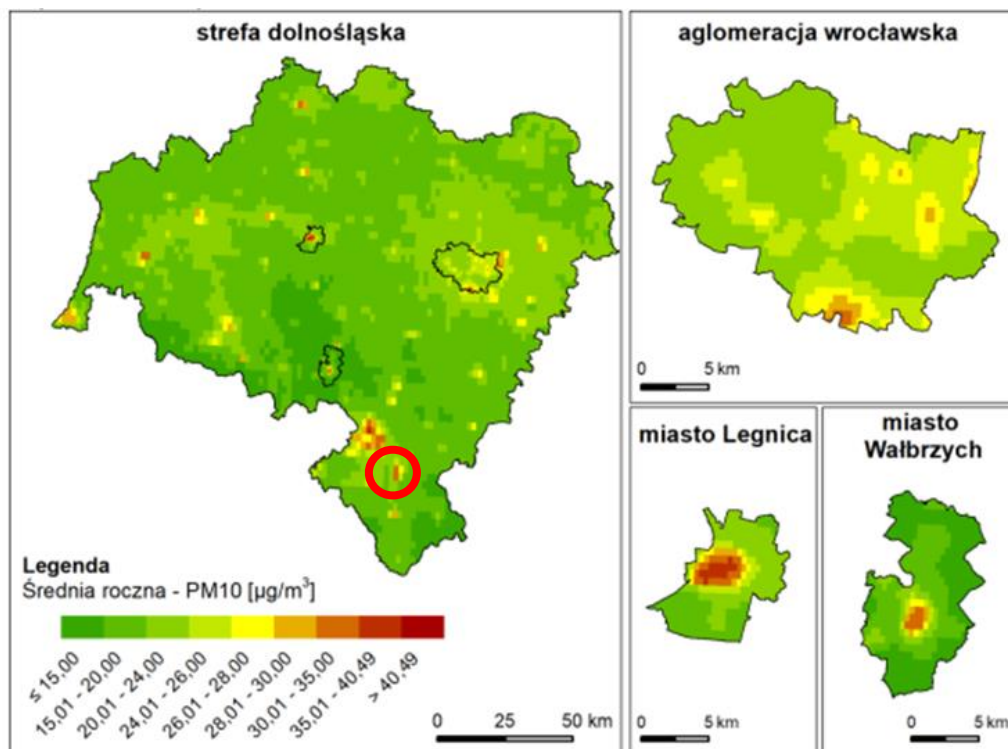 strefa dolnośląska
aglomeracja wrocławska
0 5 km
miasto Legnica
miasto
Wałbrzych
Legenda
Średnia roczna - PM10 [µg/m³]
≤ 15,00
15,01 - 20,00
20,01 - 24,00
24,01 - 26,00
26,01 - 28,00
28,01 - 30,00
30,01 - 35,00
35,01 - 40,49
> 40,49
0 25 50 km
0 5 km
0 5 km